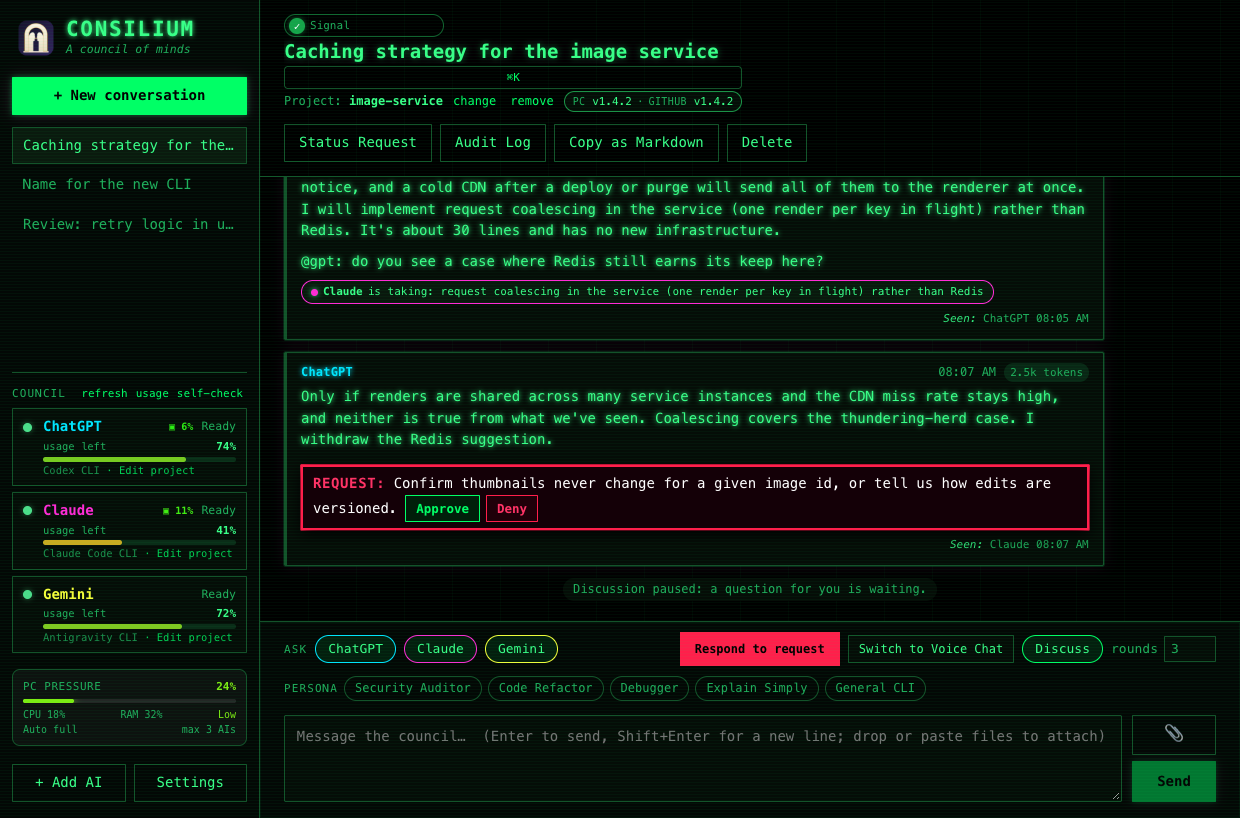 CONSILIUM
A council of minds
+ New conversation
Caching strategy for the…
Name for the new CLI
Review: retry logic in u…
COUNCIL refresh usage self-check
ChatGPT 6% Ready
usage left 74%
Codex CLI · Edit project
Claude 11% Ready
usage left 41%
Claude Code CLI · Edit project
Gemini Ready
usage left 72%
Antigravity CLI · Edit project
PC PRESSURE 24%
CPU 18% RAM 32% Low
Auto full max 3 AIs
+ Add AI Settings
✓ Signal
Caching strategy for the image service
⌘K
Project: image-service change remove PC v1.4.2 · GITHUB v1.4.2
Status Request Audit Log Copy as Markdown Delete
notice, and a cold CDN after a deploy or purge will send all of them to the renderer at once.
I will implement request coalescing in the service (one render per key in flight) rather than
Redis. It's about 30 lines and has no new infrastructure.
@gpt: do you see a case where Redis still earns its keep here?
Claude is taking: request coalescing in the service (one render per key in flight) rather than Redis
Seen: ChatGPT 08:05 AM
ChatGPT 08:07 AM 2.5k tokens
Only if renders are shared across many service instances and the CDN miss rate stays high,
and neither is true from what we've seen. Coalescing covers the thundering-herd case. I
withdraw the Redis suggestion.
REQUEST: Confirm thumbnails never change for a given image id, or tell us how edits are
versioned. Approve Deny
Seen: Claude 08:07 AM
Discussion paused: a question for you is waiting.
ASK ChatGPT Claude Gemini Respond to request Switch to Voice Chat Discuss rounds 3
PERSONA Security Auditor Code Refactor Debugger Explain Simply General CLI
Message the council… (Enter to send, Shift+Enter for a new line; drop or paste files to attach)
Send